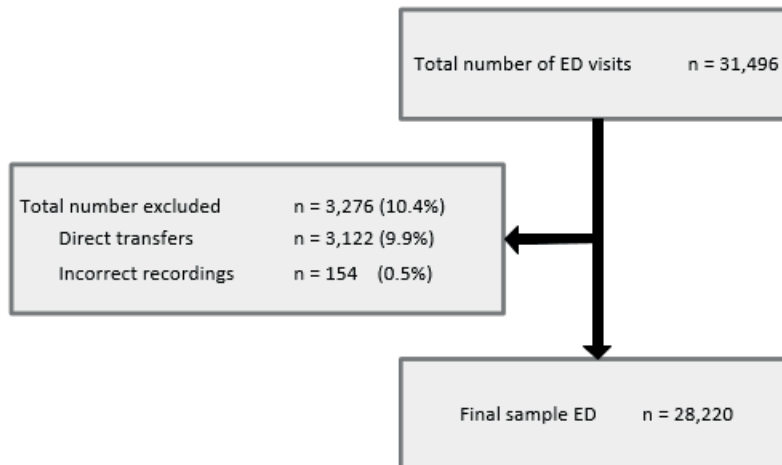 Total number of ED visits n = 31,496
Total number excluded n = 3,276 (10.4%)
Direct transfers n = 3,122 (9.9%)
Incorrect recordings n = 154 (0.5%)
Final sample ED n = 28,220